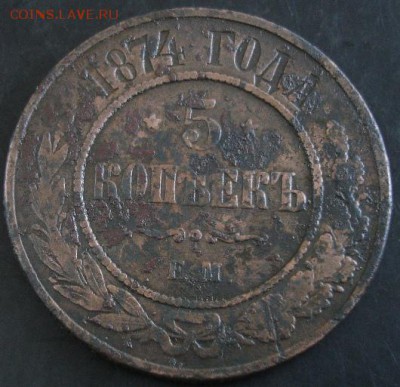 COINS.LAVE.RU
1874 ГОДА
5
КОПѢЕКЪ
Е.М